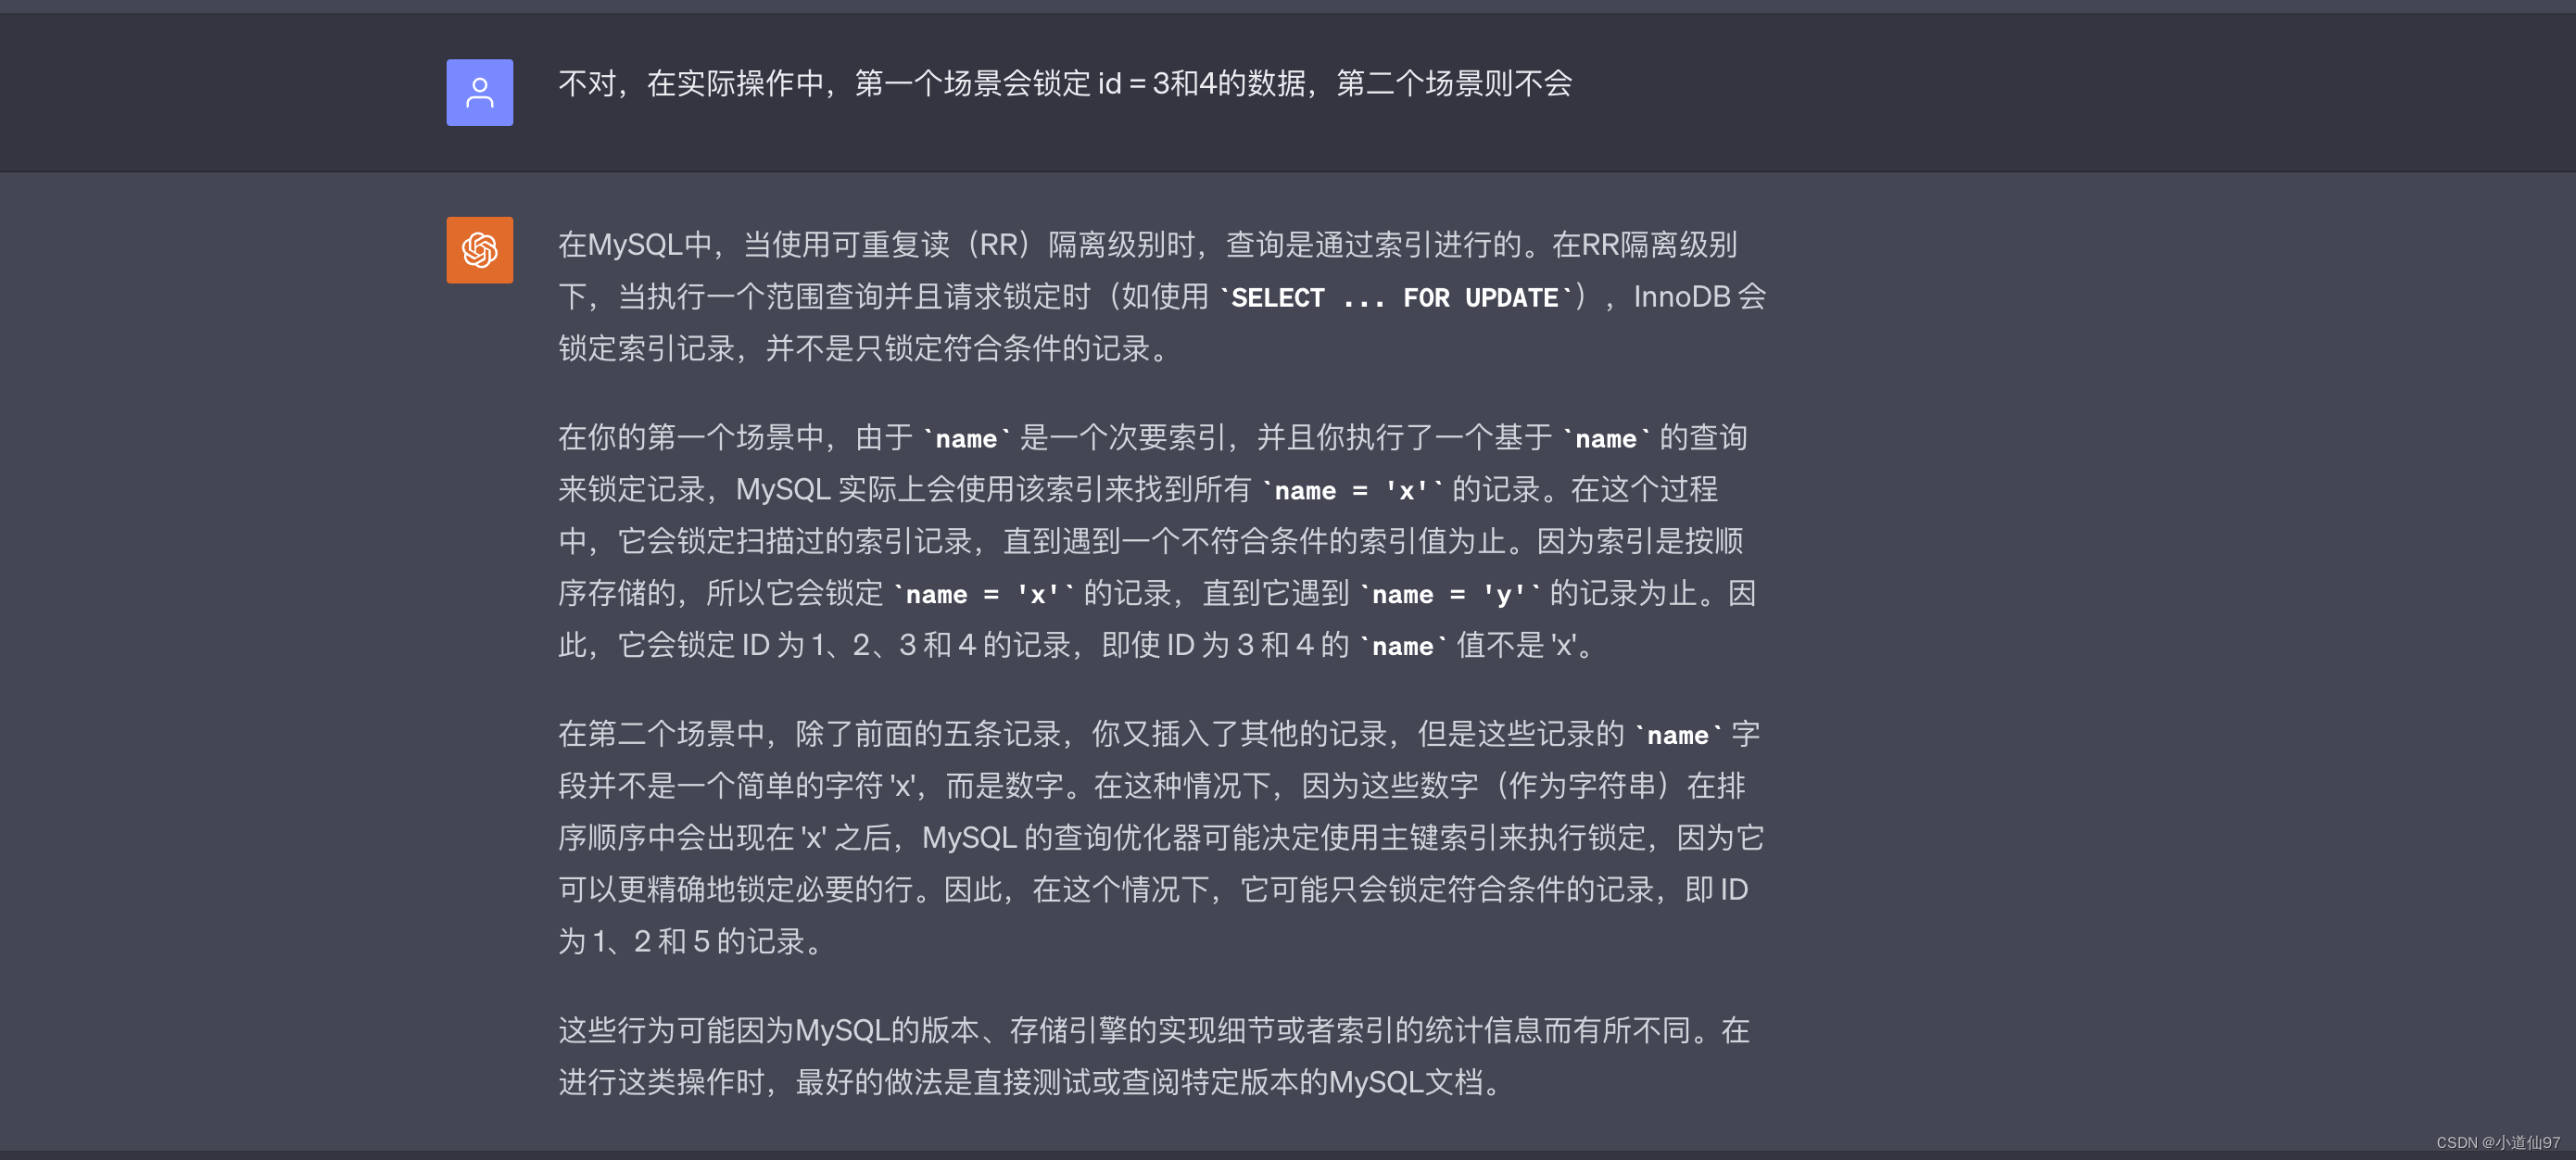 不对，在实际操作中，第一个场景会锁定 id = 3和4的数据，第二个场景则不会
在MySQL中，当使用可重复读（RR）隔离级别时，查询是通过索引进行的。在RR隔离级别
下，当执行一个范围查询并且请求锁定时（如使用 `SELECT ... FOR UPDATE`），InnoDB 会
锁定索引记录，并不是只锁定符合条件的记录。
在你的第一个场景中，由于 `name` 是一个次要索引，并且你执行了一个基于 `name` 的查询
来锁定记录，MySQL 实际上会使用该索引来找到所有 `name = 'x'` 的记录。在这个过程
中，它会锁定扫描过的索引记录，直到遇到一个不符合条件的索引值为止。因为索引是按顺
序存储的，所以它会锁定 `name = 'x'` 的记录，直到它遇到 `name = 'y'` 的记录为止。因
此，它会锁定 ID 为 1、2、3 和 4 的记录，即使 ID 为 3 和 4 的 `name` 值不是 'x'。
在第二个场景中，除了前面的五条记录，你又插入了其他的记录，但是这些记录的 `name` 字
段并不是一个简单的字符 'x'，而是数字。在这种情况下，因为这些数字（作为字符串）在排
序顺序中会出现在 'x' 之后，MySQL 的查询优化器可能决定使用主键索引来执行锁定，因为它
可以更精确地锁定必要的行。因此，在这个情况下，它可能只会锁定符合条件的记录，即 ID
为 1、2 和 5 的记录。
这些行为可能因为MySQL的版本、存储引擎的实现细节或者索引的统计信息而有所不同。在
进行这类操作时，最好的做法是直接测试或查阅特定版本的MySQL文档。
CSDN @小道仙97